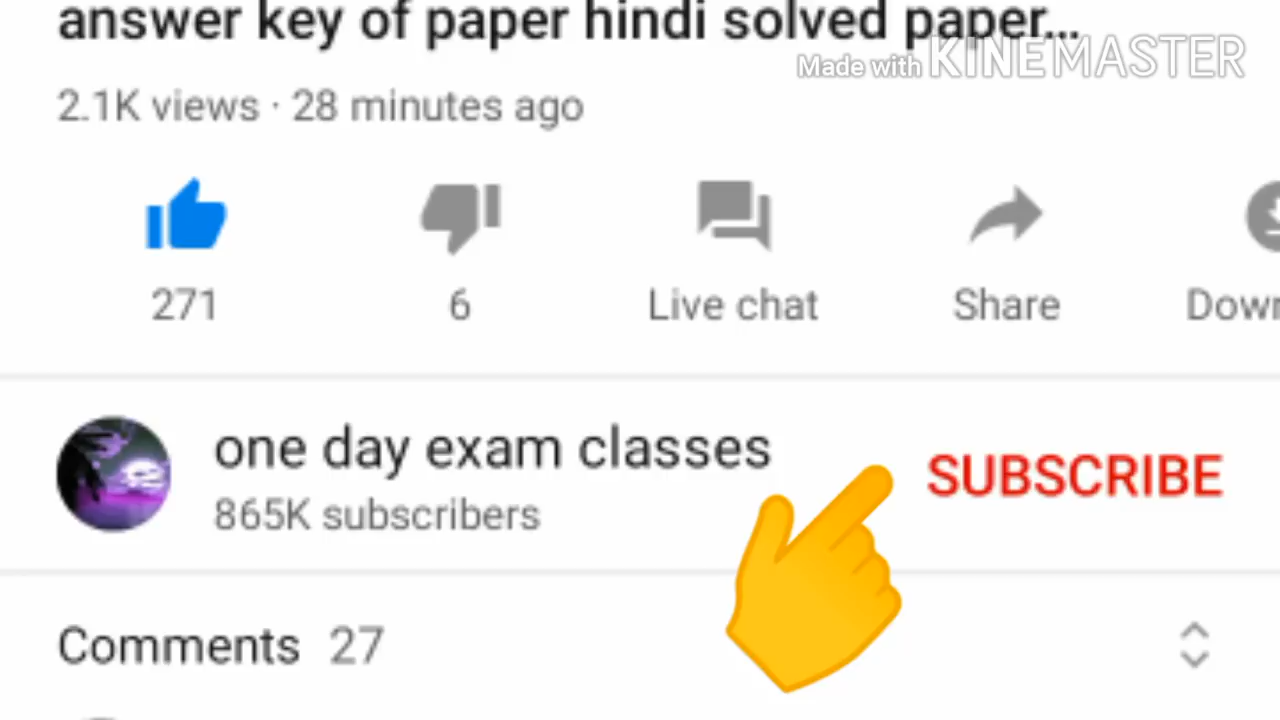 answer key of paper hindi solved paper...
Made with KINEMASTER
2.1K views · 28 minutes ago
271
6
Live chat
Share
Down
one day exam classes
865K subscribers
SUBSCRIBE
Comments 27